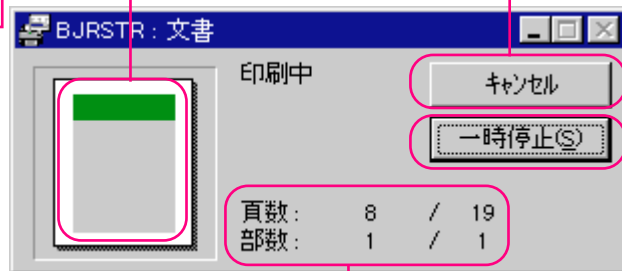 BJRSTR : 文書
印刷中
キャンセル
一時停止(S)
頁数 : 8 / 19
部数 : 1 / 1